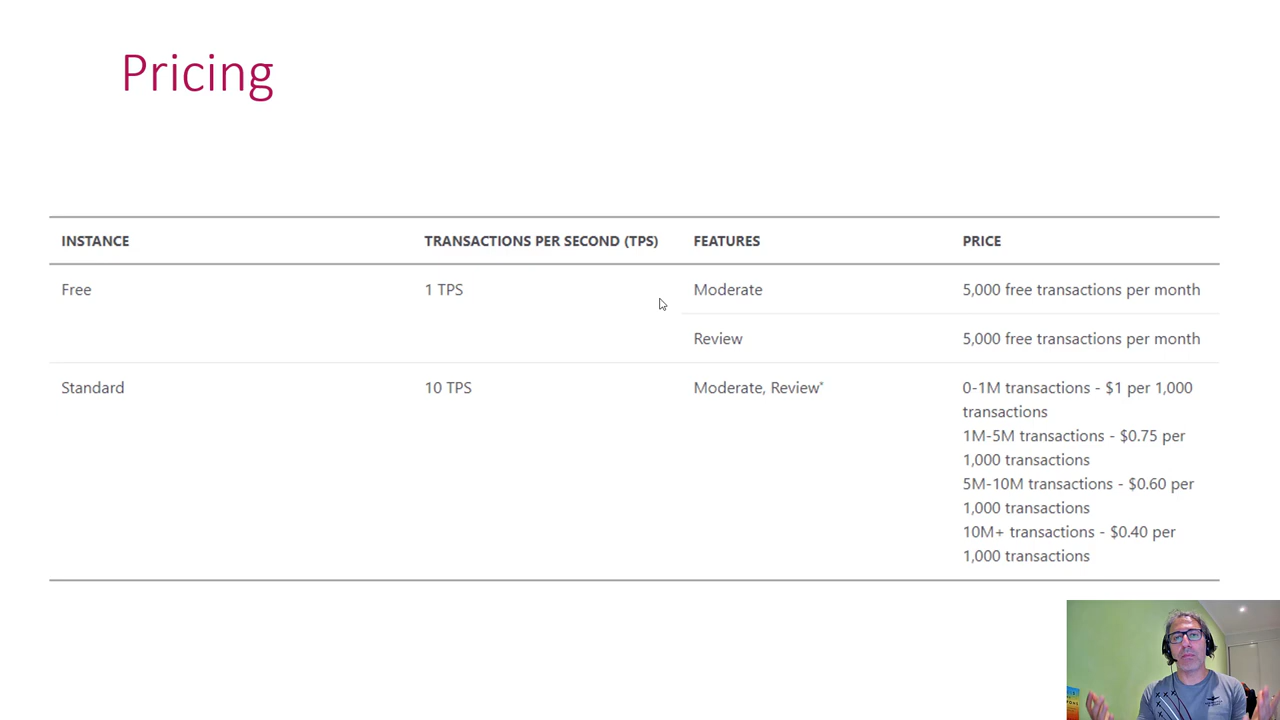 Pricing
INSTANCE TRANSACTIONS PER SECOND (TPS) FEATURES PRICE
Free 1 TPS Moderate 5,000 free transactions per month
Review 5,000 free transactions per month
Standard 10 TPS Moderate, Review* 0-1M transactions - $1 per 1,000
transactions
1M-5M transactions - $0.75 per
1,000 transactions
5M-10M transactions - $0.60 per
1,000 transactions
10M+ transactions - $0.40 per
1,000 transactions